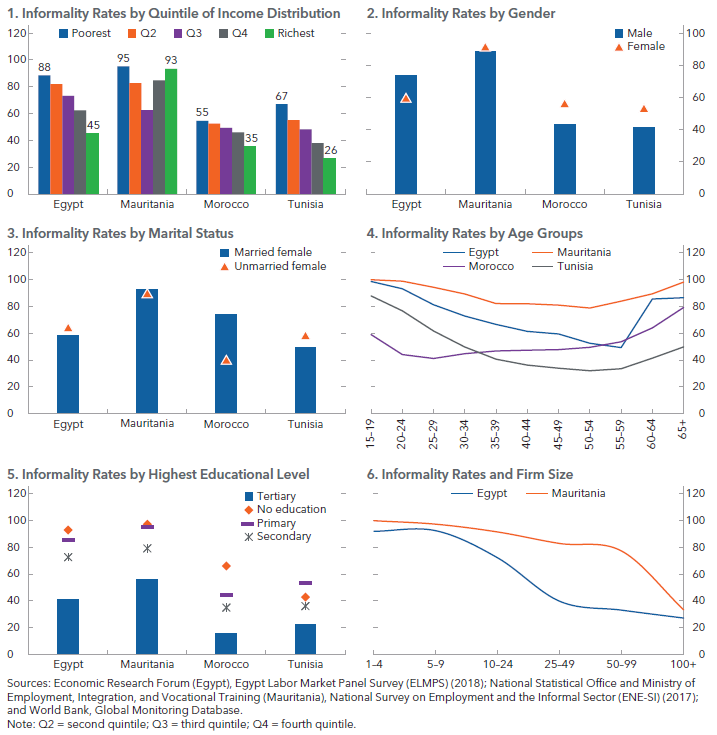 1. Informality Rates by Quintile of Income Distribution
120
100
80
60
40
20
0
Poorest Q2 Q3 Q4 Richest
88
45
95
93
55
35
67
26
Egypt Mauritania Morocco Tunisia
2. Informality Rates by Gender
Male
Female
100
80
60
40
20
0
Egypt Mauritania Morocco Tunisia
3. Informality Rates by Marital Status
120
100
80
60
40
20
0
Married female
Unmarried female
Egypt Mauritania Morocco Tunisia
4. Informality Rates by Age Groups
Egypt Mauritania
Morocco Tunisia
120
100
80
60
40
20
0
15-19 20-24 25-29 30-34 35-39 40-44 45-49 50-54 55-59 60-64 65+
5. Informality Rates by Highest Educational Level
120
100
80
60
40
20
0
Tertiary
No education
Primary
Secondary
Egypt Mauritania Morocco Tunisia
6. Informality Rates and Firm Size
Egypt Mauritania
120
100
80
60
40
20
0
1-4 5-9 10-24 25-49 50-99 100+
Sources: Economic Research Forum (Egypt), Egypt Labor Market Panel Survey (ELMPS) (2018); National Statistical Office and Ministry of
Employment, Integration, and Vocational Training (Mauritania), National Survey on Employment and the Informal Sector (ENE-SI) (2017);
and World Bank, Global Monitoring Database.
Note: Q2 = second quintile; Q3 = third quintile; Q4 = fourth quintile.